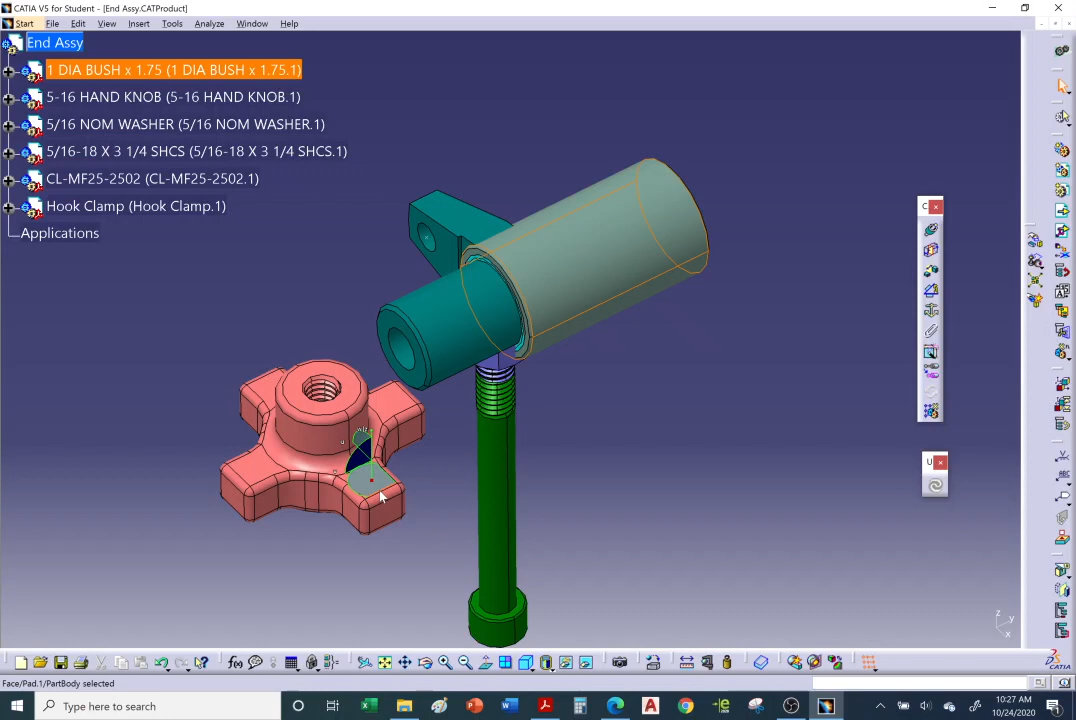 CATIA V5 for Student - [End Assy.CATProduct]
Start File Edit View Insert Tools Analyze Window Help
End Assy
1 DIA BUSH x 1.75 (1 DIA BUSH x 1.75.1)
5-16 HAND KNOB (5-16 HAND KNOB.1)
5/16 NOM WASHER (5/16 NOM WASHER.1)
5/16-18 X 3 1/4 SHCS (5/16-18 X 3 1/4 SHCS.1)
CL-MF25-2502 (CL-MF25-2502.1)
Hook Clamp (Hook Clamp.1)
Applications
C
U
z
y
x
f(x)
CATIA
Face/Pad.1/PartBody selected
Type here to search
10:27 AM
10/24/2020